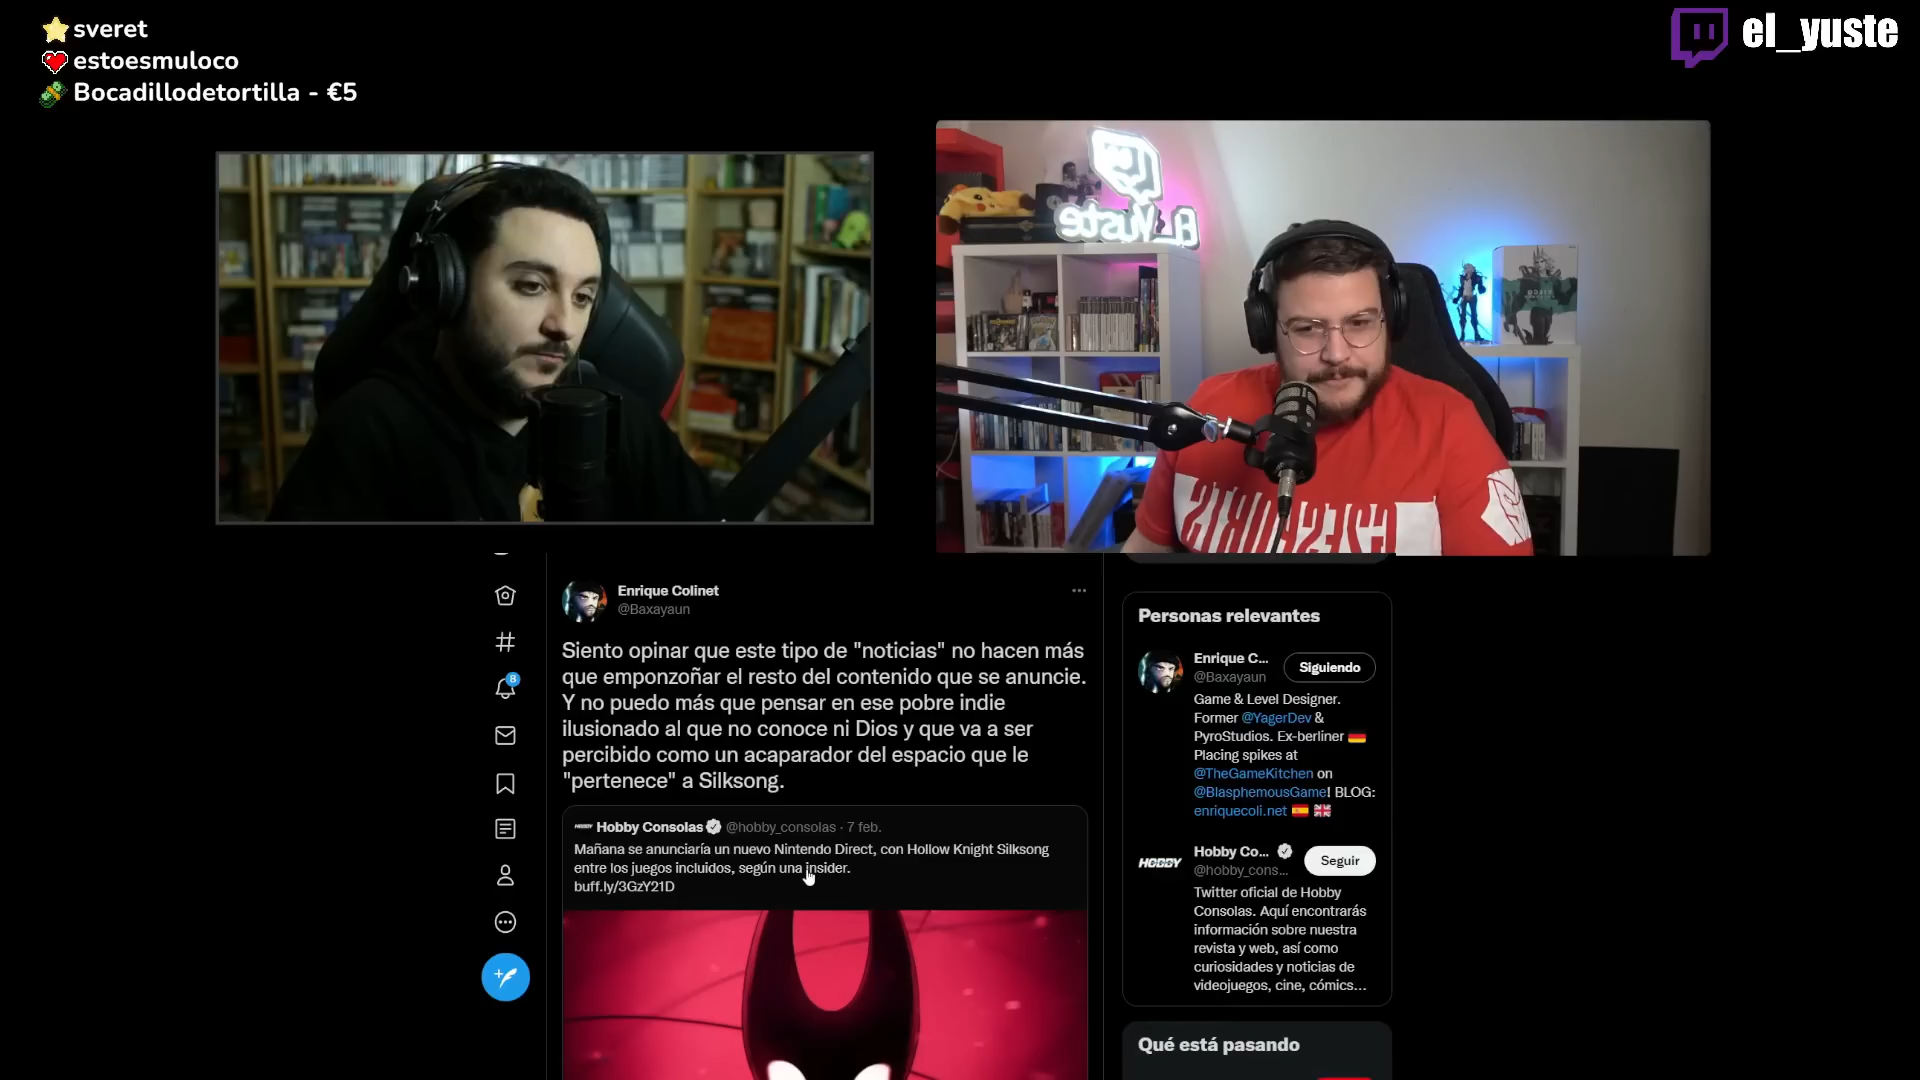 sveret
estoesmuloco
Bocadillodetortilla - €5
el_yuste
El_Yuste
Enrique Colinet
@Baxayaun
Siento opinar que este tipo de "noticias" no hacen más
que emponzoñar el resto del contenido que se anuncie.
Y no puedo más que pensar en ese pobre indie
ilusionado al que no conoce ni Dios y que va a ser
percibido como un acaparador del espacio que le
"pertenece" a Silksong.
HOBBY Hobby Consolas @hobby_consolas · 7 feb.
Mañana se anunciaría un nuevo Nintendo Direct, con Hollow Knight Silksong
entre los juegos incluidos, según una insider.
buff.ly/3GzY21D
8
Personas relevantes
Enrique C...
@Baxayaun
Siguiendo
Game & Level Designer.
Former @YagerDev &
PyroStudios. Ex-berliner
Placing spikes at
@TheGameKitchen on
@BlasphemousGame! BLOG:
enriquecoli.net
HOBBY
Hobby Co...
@hobby_cons...
Seguir
Twitter oficial de Hobby
Consolas. Aquí encontrarás
información sobre nuestra
revista y web, así como
curiosidades y noticias de
videojuegos, cine, cómics...
Qué está pasando